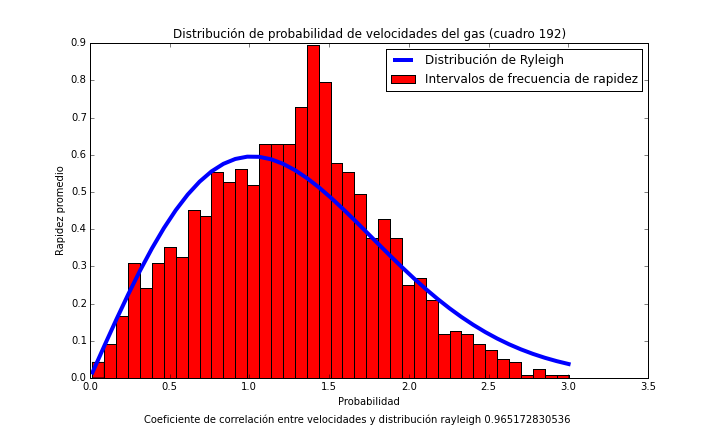 Distribución de probabilidad de velocidades del gas (cuadro 192)
0.9
0.8
0.7
0.6
0.5
0.4
0.3
0.2
0.1
0.0
Rapidez promedio
Distribución de Ryleigh
Intervalos de frecuencia de rapidez
0.0 0.5 1.0 1.5 2.0 2.5 3.0 3.5
Probabilidad
Coeficiente de correlación entre velocidades y distribución rayleigh 0.965172830536